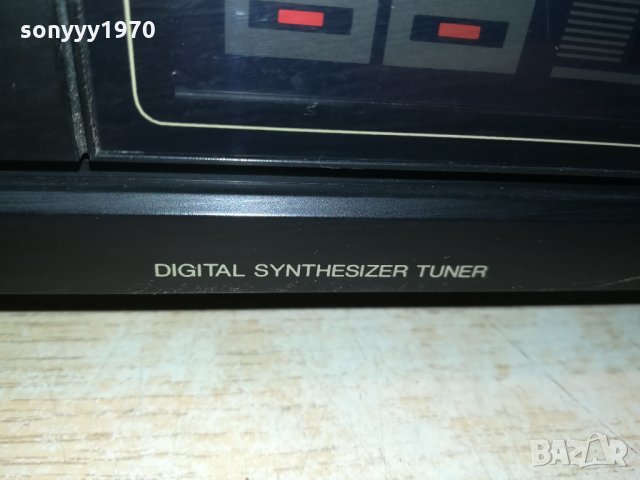 sonyyy1970
DIGITAL SYNTHESIZER TUNER
BAZAR